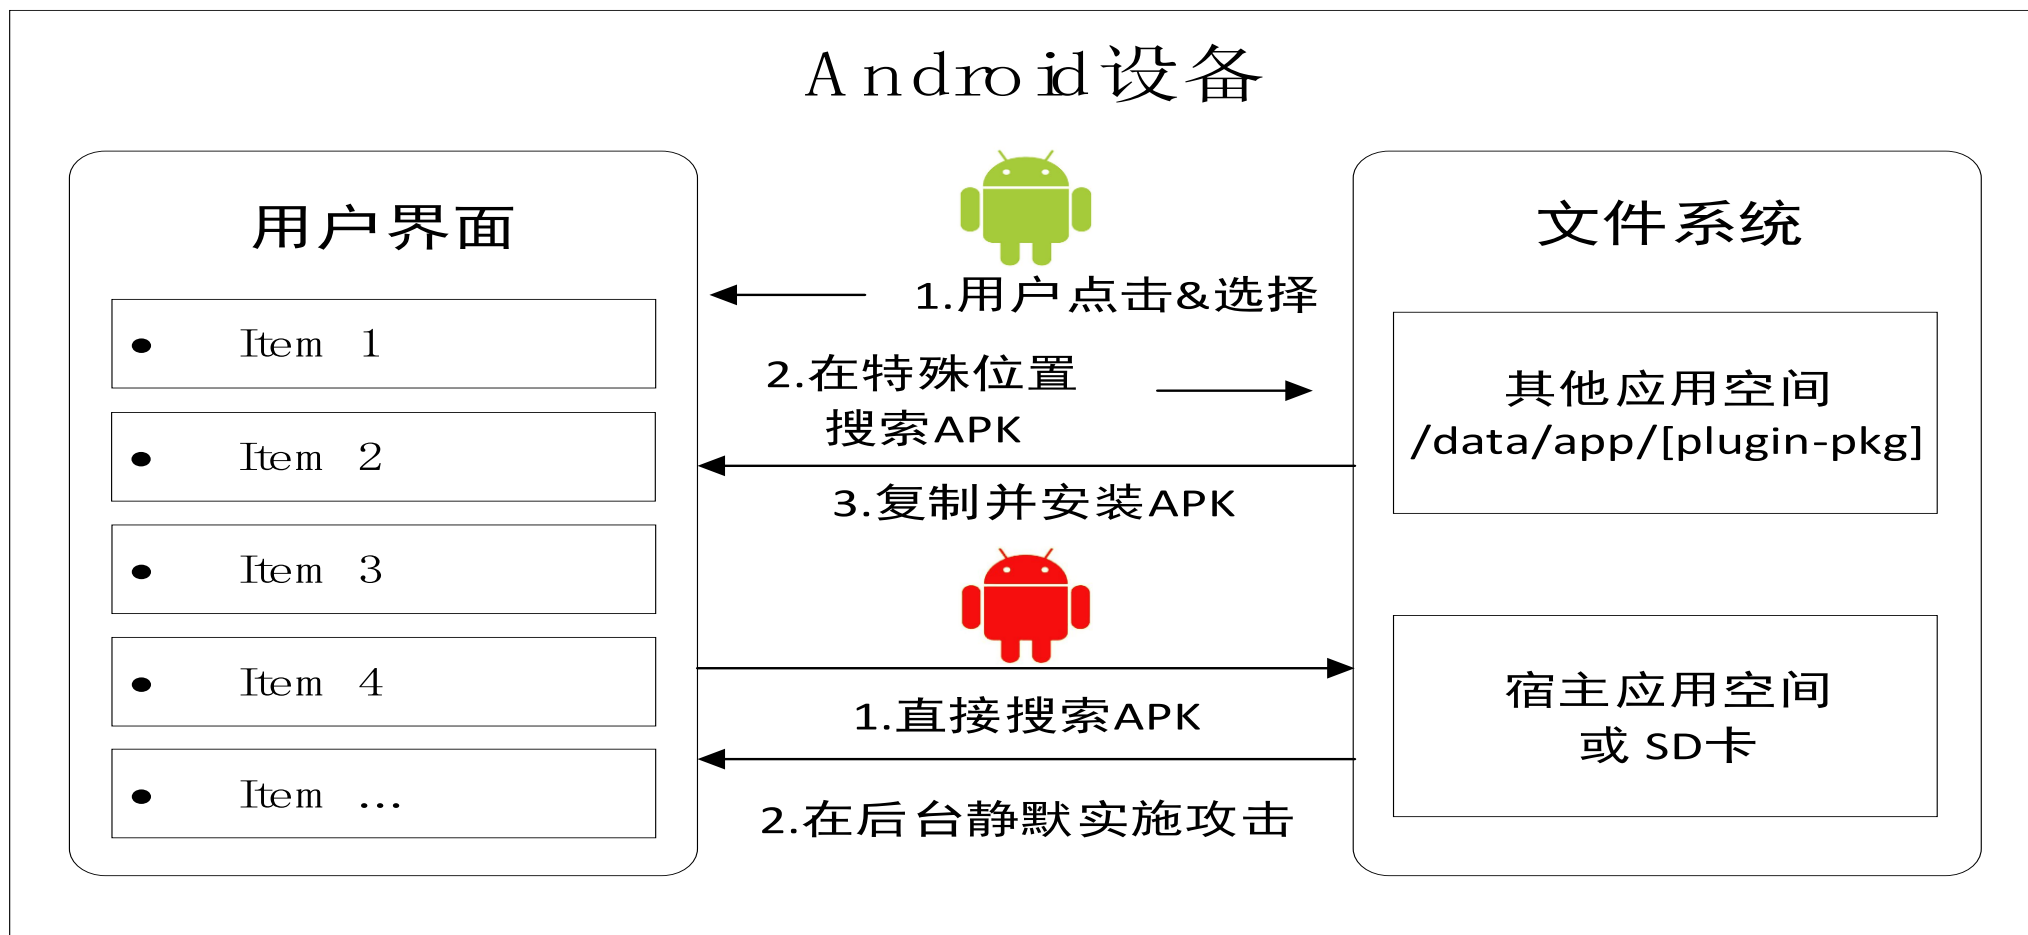 Android设备
用户界面
Item 1
Item 2
Item 3
Item 4
Item ...
1.用户点击&选择
2.在特殊位置
搜索APK
3.复制并安装APK
1.直接搜索APK
2.在后台静默实施攻击
文件系统
其他应用空间
/data/app/[plugin-pkg]
宿主应用空间
或 SD卡